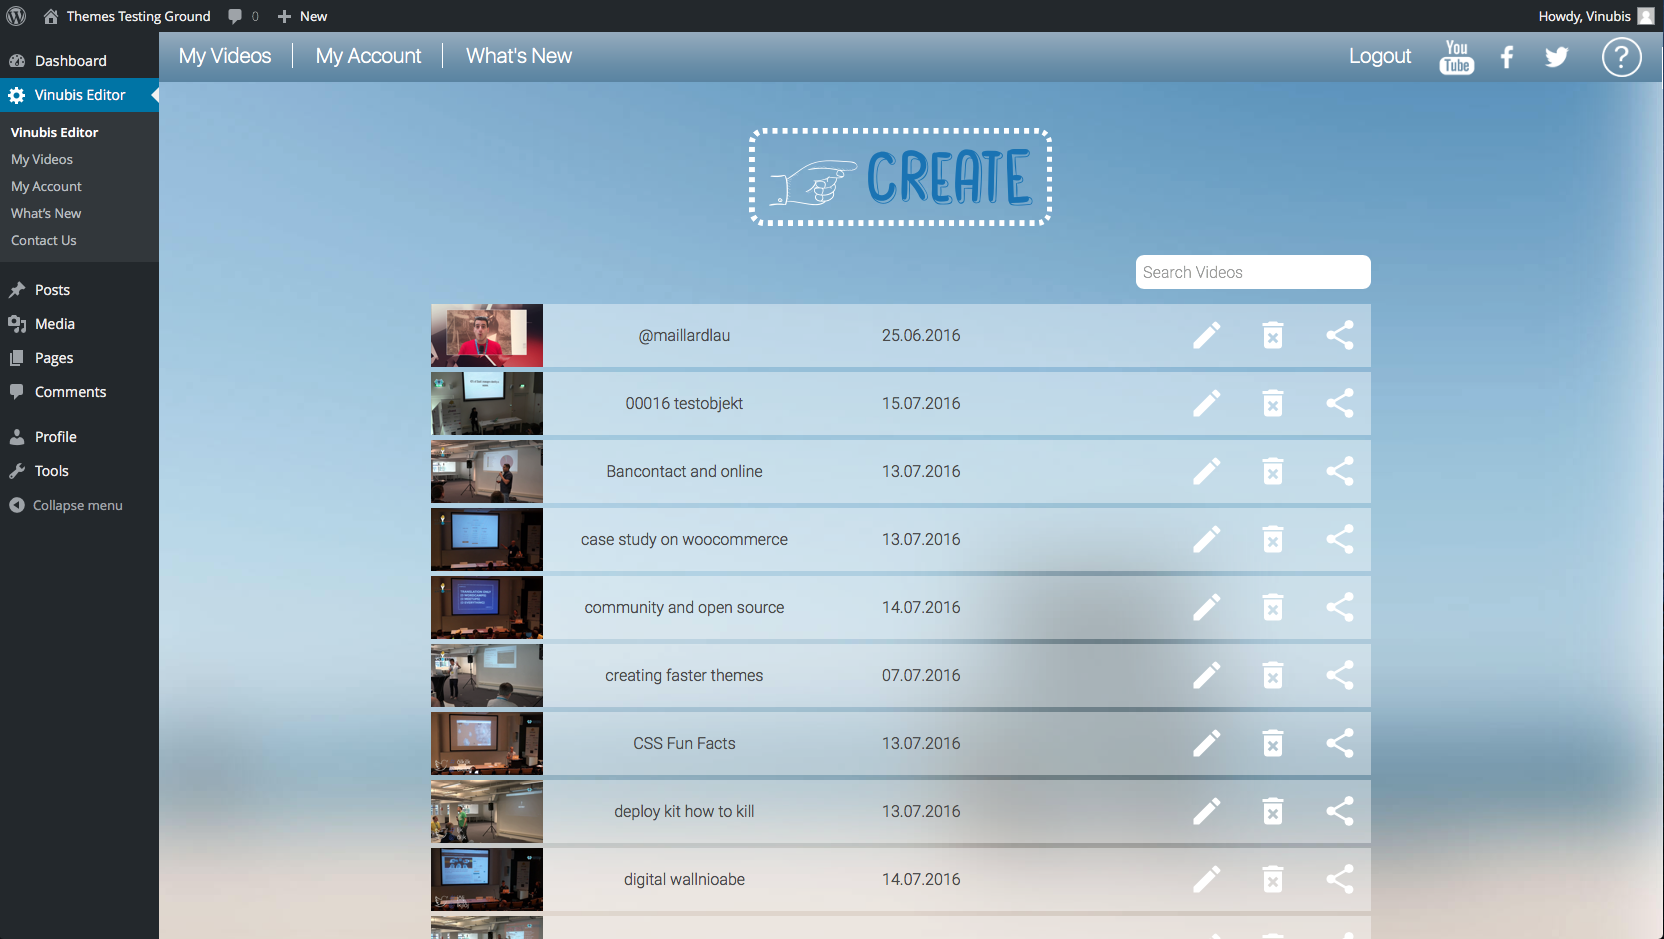 Themes Testing Ground 0 New Howdy, Vinubis
Dashboard
Vinubis Editor
Vinubis Editor
My Videos
My Account
What's New
Contact Us
Posts
Media
Pages
Comments
Profile
Tools
Collapse menu
My Videos My Account What's New Logout You Tube ?
CREATE
Search Videos
@maillardlau 25.06.2016
00016 testobjekt 15.07.2016
Bancontact and online 13.07.2016
case study on woocommerce 13.07.2016
community and open source 14.07.2016
creating faster themes 07.07.2016
CSS Fun Facts 13.07.2016
deploy kit how to kill 13.07.2016
digital wallnioabe 14.07.2016